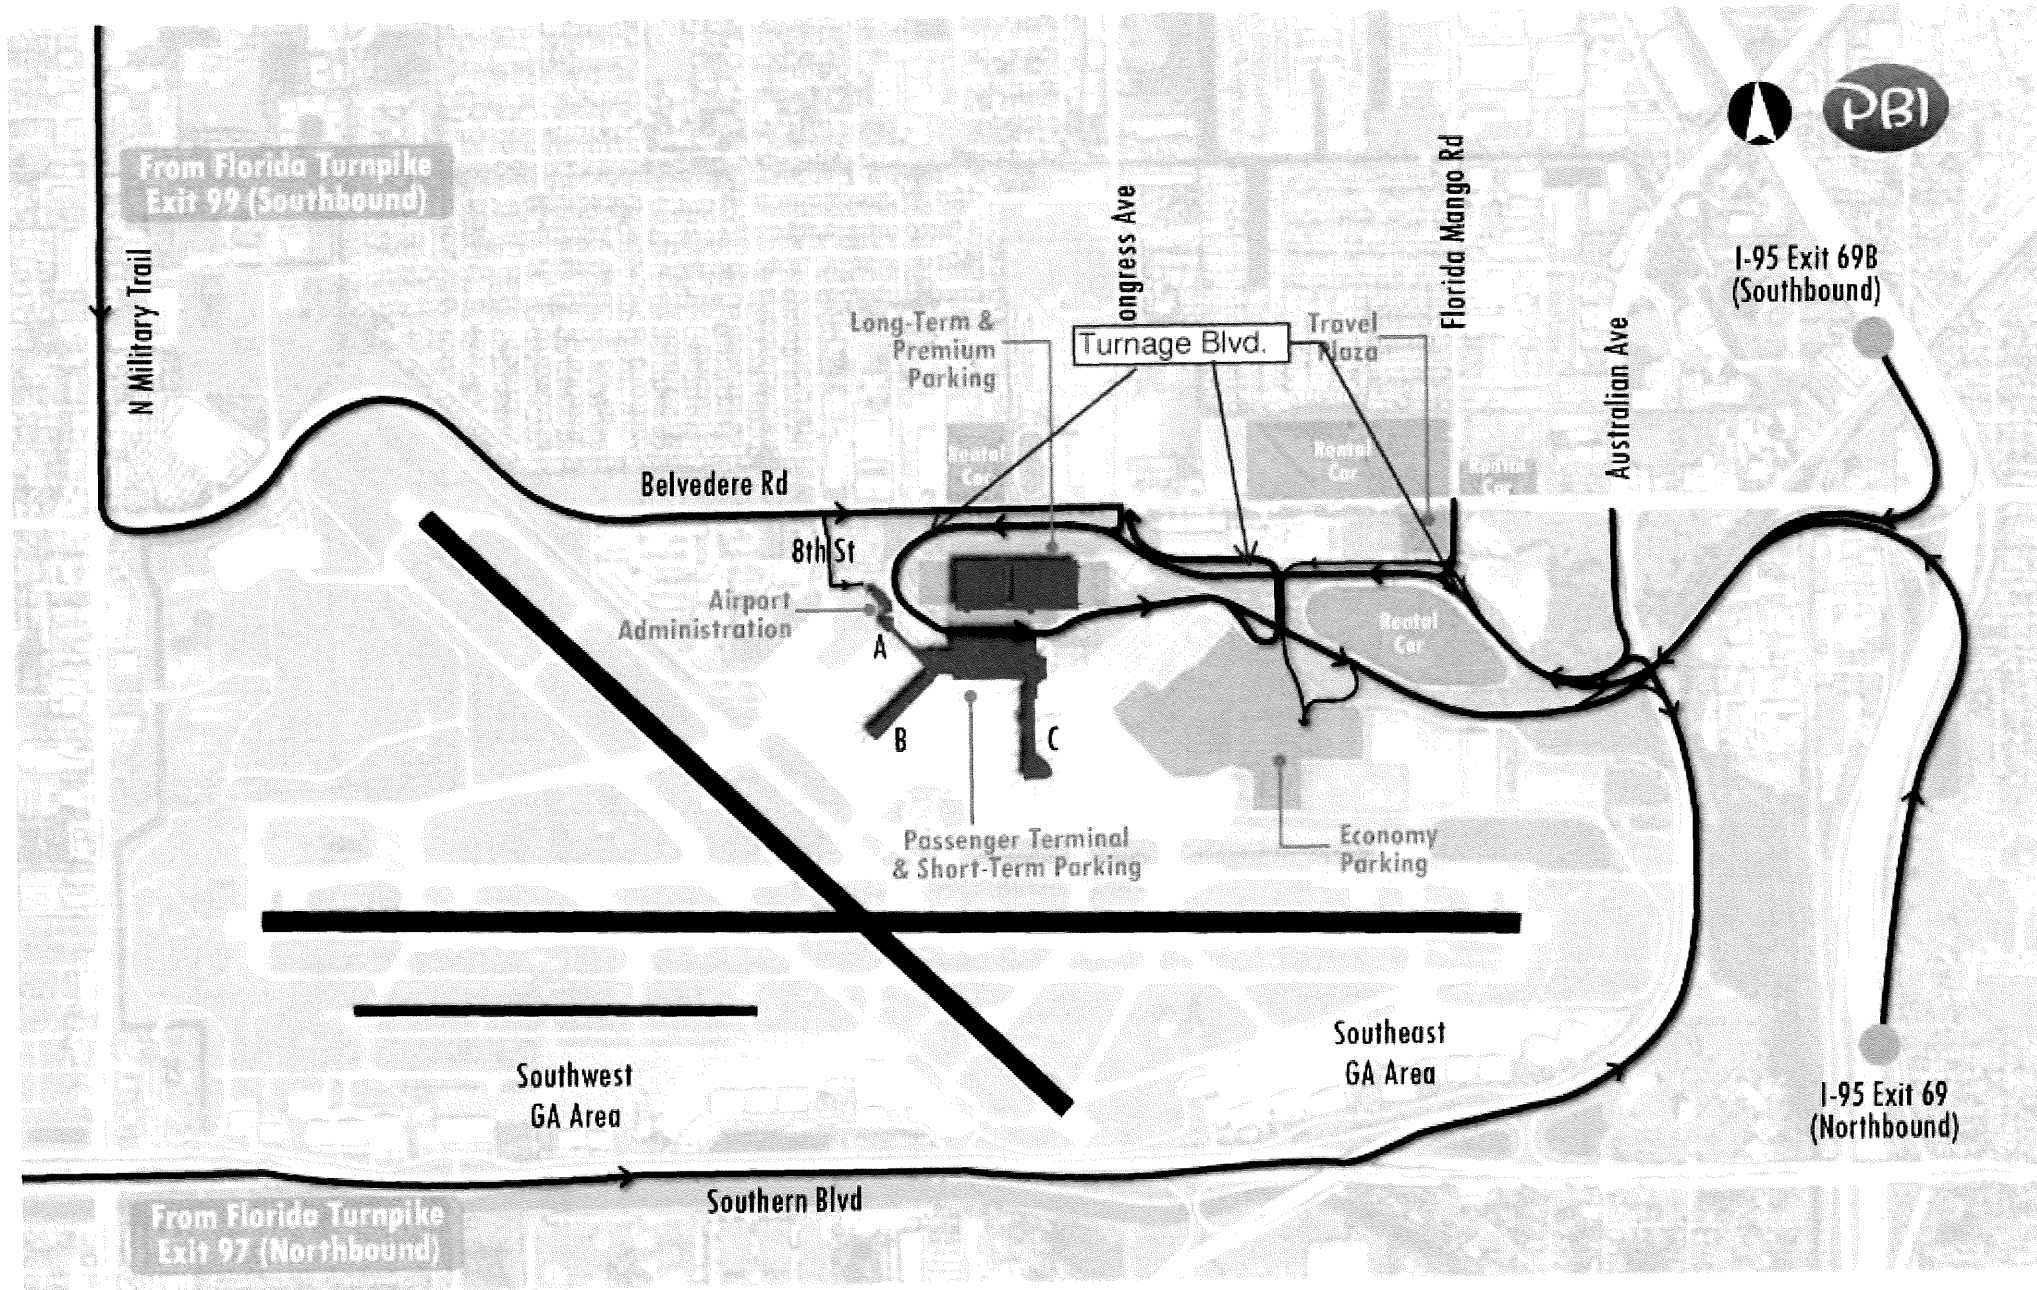 PBI
From Florida Turnpike
Exit 99 (Southbound)
N Military Trail
ongress Ave
Florida Mango Rd
Australian Ave
I-95 Exit 69B
(Southbound)
Long-Term &
Premium
Parking
Turnage Blvd.
Travel
Plaza
Rental
Car
Rental
Car
Rental
Car
Belvedere Rd
8th St
Airport
Administration
A
B
C
Rental
Car
Passenger Terminal
& Short-Term Parking
Economy
Parking
Southwest
GA Area
Southeast
GA Area
I-95 Exit 69
(Northbound)
Southern Blvd
From Florida Turnpike
Exit 97 (Northbound)